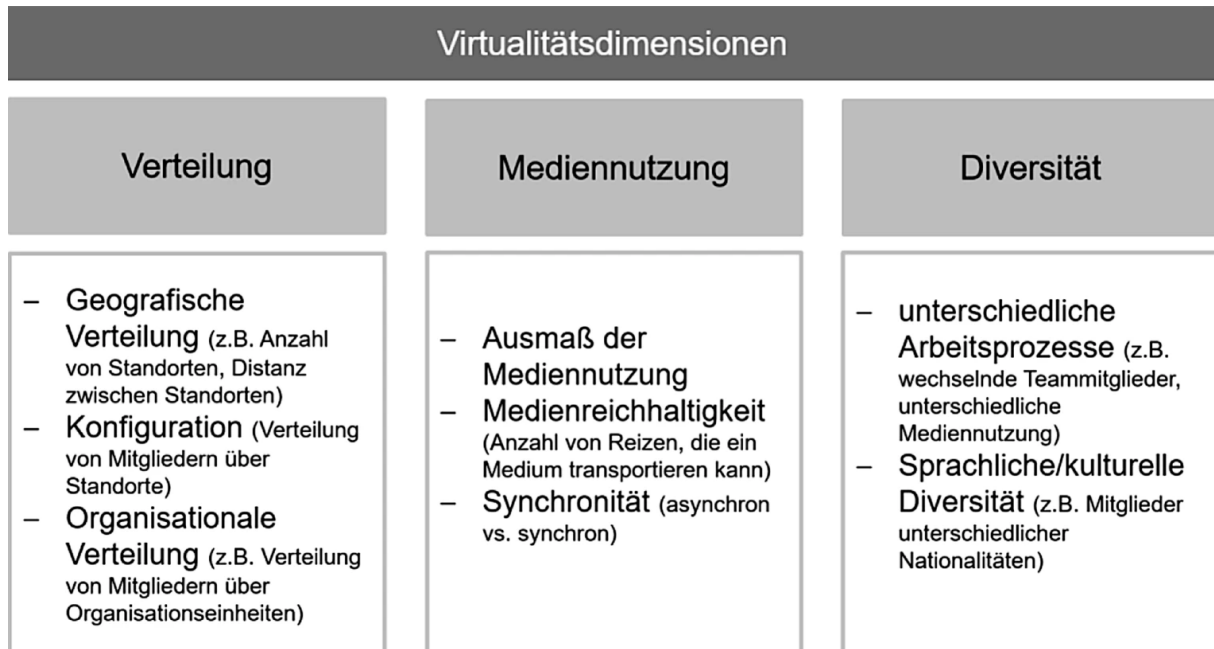 Virtualitätsdimensionen
Verteilung
– Geografische
Verteilung (z.B. Anzahl
von Standorten, Distanz
zwischen Standorten)
– Konfiguration (Verteilung
von Mitgliedern über
Standorte)
– Organisationale
Verteilung (z.B. Verteilung
von Mitgliedern über
Organisationseinheiten)
Mediennutzung
– Ausmaß der
Mediennutzung
– Medienreichhaltigkeit
(Anzahl von Reizen, die ein
Medium transportieren kann)
– Synchronität (asynchron
vs. synchron)
Diversität
– unterschiedliche
Arbeitsprozesse (z.B.
wechselnde Teammitglieder,
unterschiedliche
Mediennutzung)
– Sprachliche/kulturelle
Diversität (z.B. Mitglieder
unterschiedlicher
Nationalitäten)